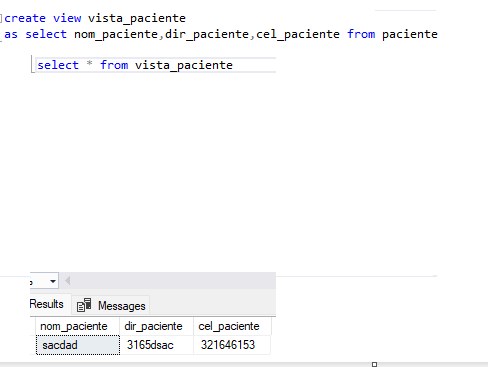 create view vista_paciente
as select nom_paciente,dir_paciente,cel_paciente from paciente
select * from vista_paciente
Results Messages
nom_paciente dir_paciente cel_paciente
sacdad 3165dsac 321646153